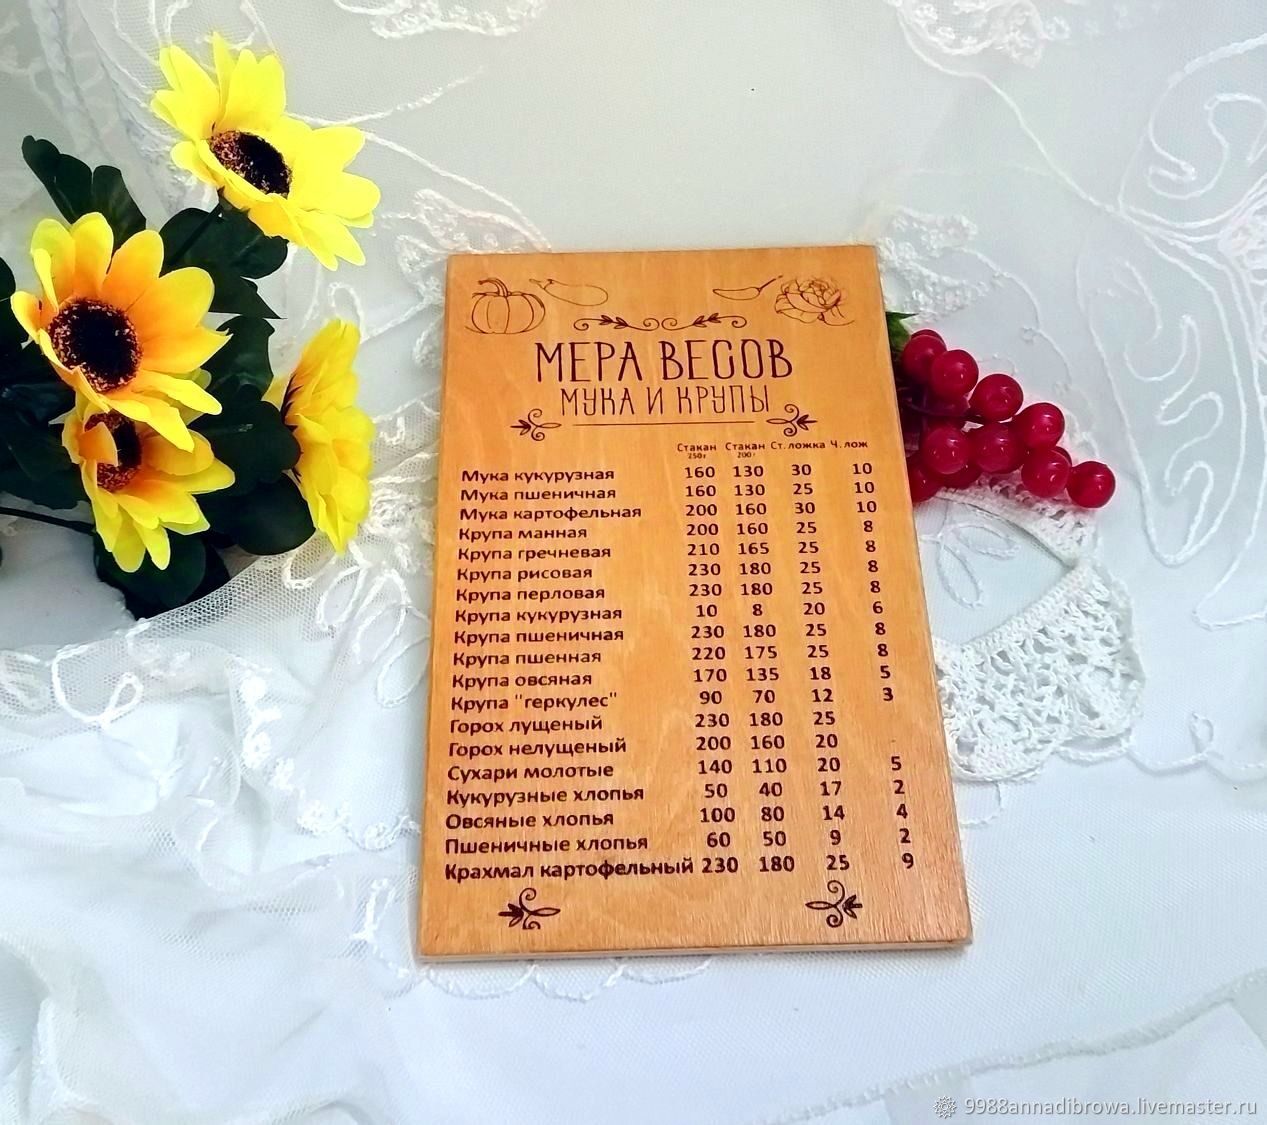 МЕРА ВЕСОВ
МУКА И КРУПЫ
Стакан Стакан Ст.ложка Ч.лож
250г 200г
Мука кукурузная 160 130 30 10
Мука пшеничная 160 130 25 10
Мука картофельная 200 160 30 10
Крупа манная 200 160 25 8
Крупа гречневая 210 165 25 8
Крупа рисовая 230 180 25 8
Крупа перловая 230 180 25 8
Крупа кукурузная 10 8 20 6
Крупа пшеничная 230 180 25 8
Крупа пшенная 220 175 25 8
Крупа овсяная 170 135 18 5
Крупа "геркулес" 90 70 12 3
Горох лущеный 230 180 25
Горох нелущеный 200 160 20
Сухари молотые 140 110 20 5
Кукурузные хлопья 50 40 17 2
Овсяные хлопья 100 80 14 4
Пшеничные хлопья 60 50 9 2
Крахмал картофельный 230 180 25 9
9988annadibrowa.livemaster.ru